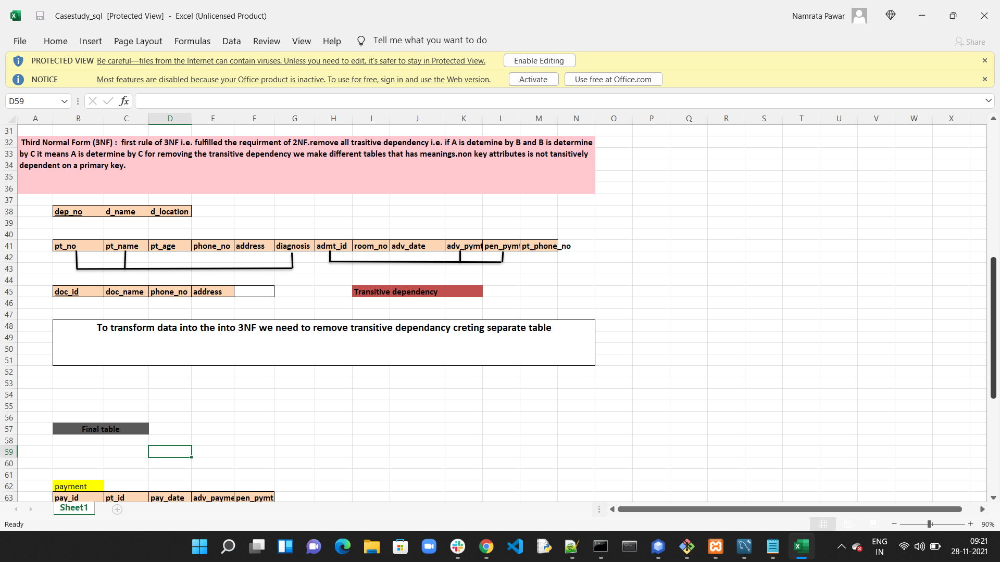 Casestudy_sql [Protected View] - Excel (Unlicensed Product)
Namrata Pawar
File Home Insert Page Layout Formulas Data Review View Help Tell me what you want to do
Share
PROTECTED VIEW Be careful—files from the Internet can contain viruses. Unless you need to edit, it's safer to stay in Protected View. Enable Editing
NOTICE Most features are disabled because your Office product is inactive. To use for free, sign in and use the Web version. Activate Use free at Office.com
D59 fx
A B C D E F G H I J K L M N O P Q R S T U V W X
31
32 Third Normal Form (3NF) : first rule of 3NF i.e. fulfilled the requirment of 2NF.remove all trasitive dependency i.e. if A is detemine by B and B is determine
33 by C it means A is determine by C for removing the transitive dependency we make different tables that has meanings.non key attributes is not tansitively
34 dependent on a primary key.
35
36
37
38 dep_no d_name d_location
39
40
41 pt_no pt_name pt_age phone_no address diagnosis admt_id room_no adv_date adv_pymt pen_pymt pt_phone_no
42
43
44
45 doc_id doc_name phone_no address Transitive dependency
46
47
48 To transform data into the into 3NF we need to remove transitive dependancy creting separate table
49
50
51
52
53
54
55
56
57 Final table
58
59
60
61
62 payment
63 pay_id pt_id pay_date adv_payme pen_pymt
Sheet1
Ready
90%
ENG
IN
09:21
28-11-2021